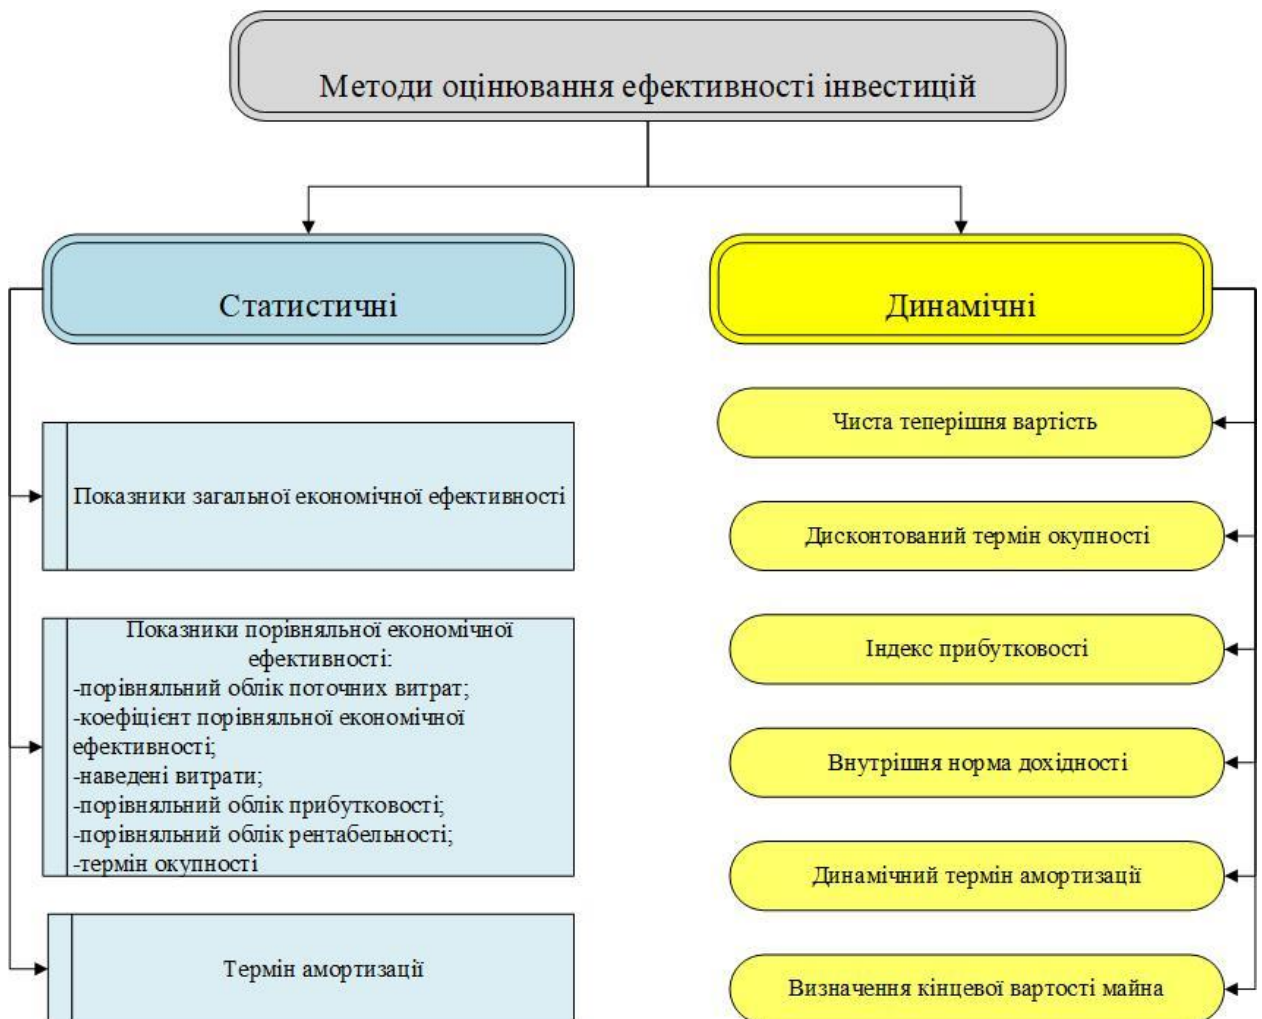 Методи оцінювання ефективності інвестицій
Статистичні
Показники загальної економічної ефективності
Показники порівняльної економічної
ефективності:
-порівняльний облік поточних витрат;
-коефіцієнт порівняльної економічної
ефективності;
-наведені витрати;
-порівняльний облік прибутковості;
-порівняльний облік рентабельності;
-термін окупності
Термін амортизації
Динамічні
Чиста теперішня вартість
Дисконтований термін окупності
Індекс прибутковості
Внутрішня норма дохідності
Динамічний термін амортизації
Визначення кінцевої вартості майна